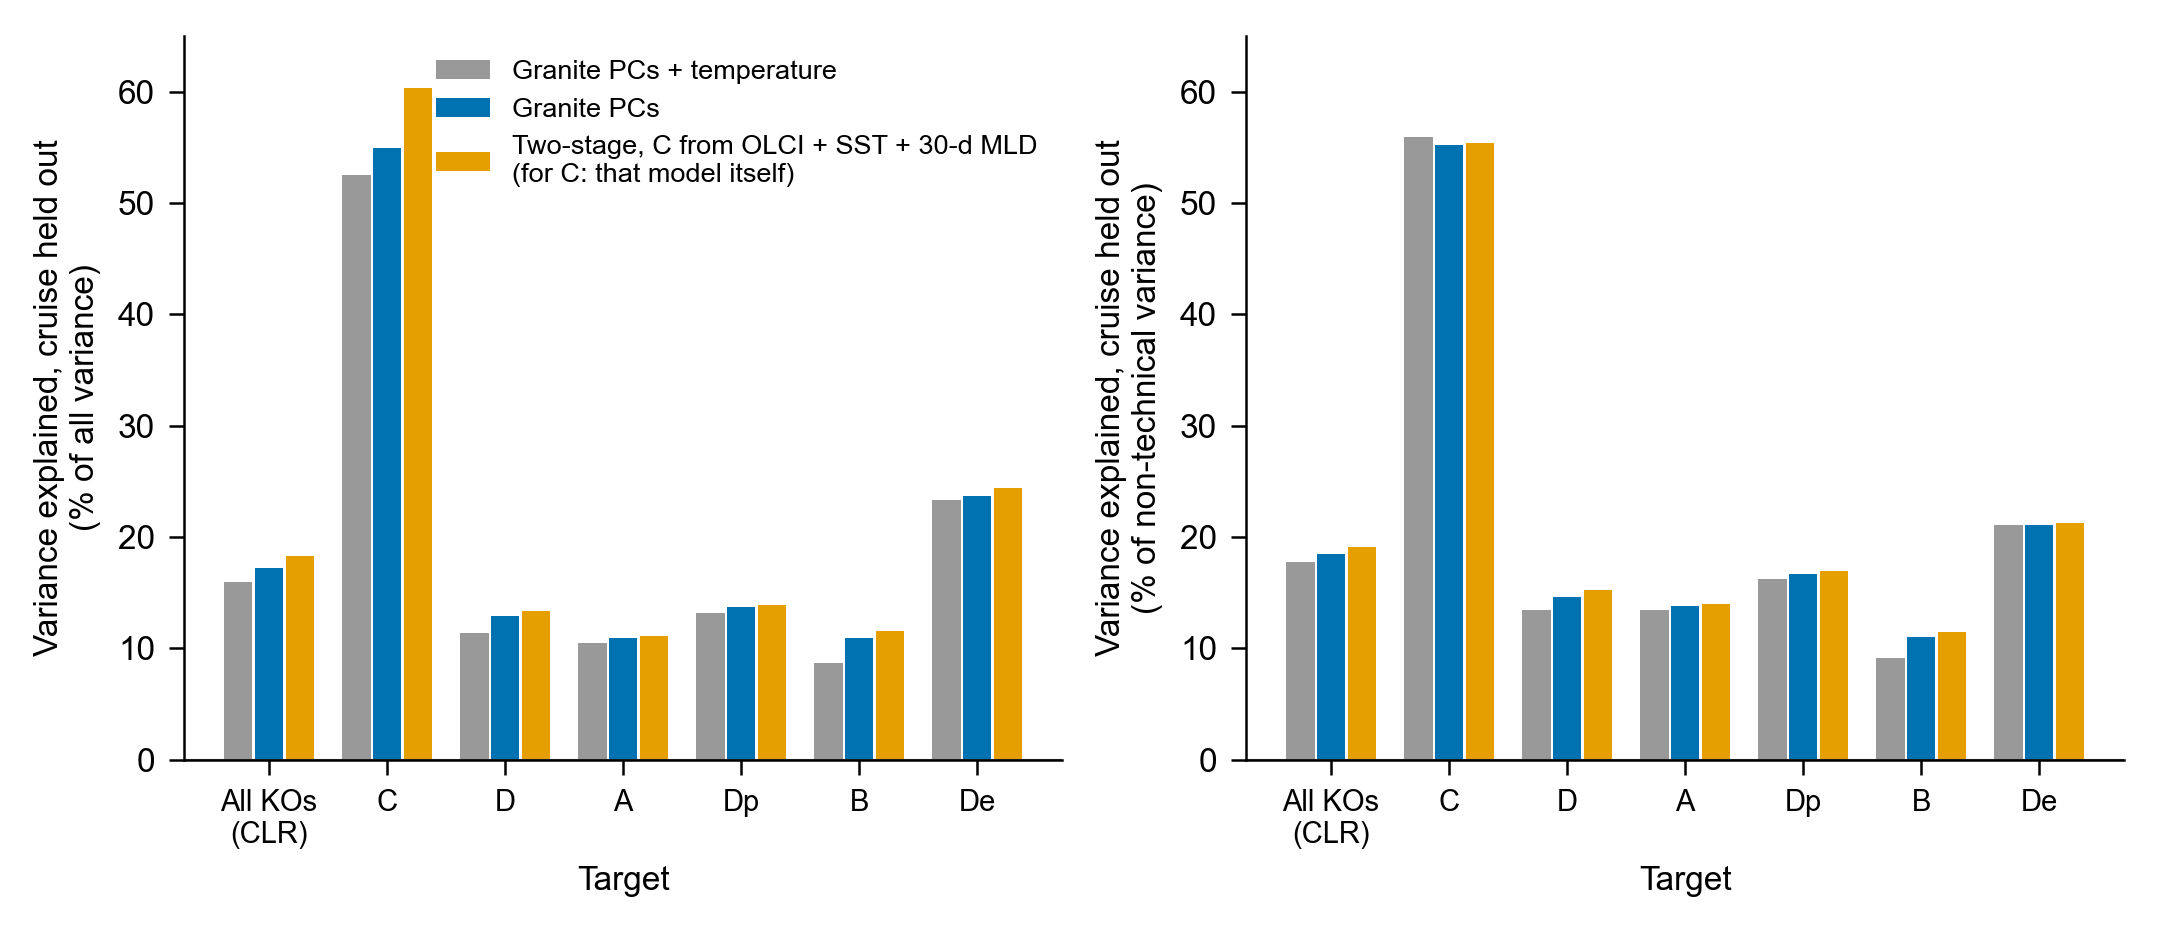 Variance explained, cruise held out
(% of all variance)
60
50
40
30
20
10
0
Granite PCs + temperature
Granite PCs
Two-stage, C from OLCI + SST + 30-d MLD
(for C: that model itself)
All KOs
(CLR)
C
D
A
Dp
B
De
Target
Variance explained, cruise held out
(% of non-technical variance)
60
50
40
30
20
10
0
All KOs
(CLR)
C
D
A
Dp
B
De
Target